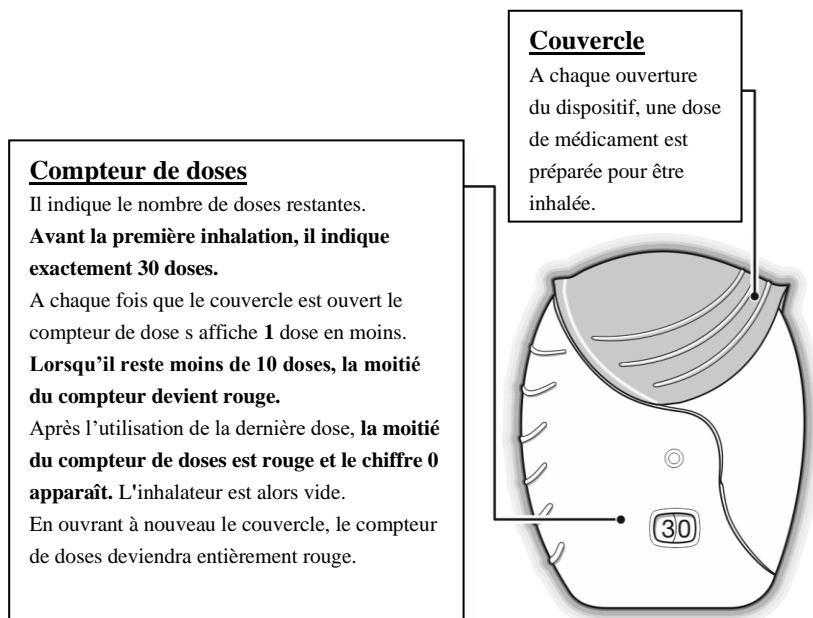 Couvercle
A chaque ouverture
du dispositif, une dose
de médicament est
préparée pour être
inhalée.
Compteur de doses
Il indique le nombre de doses restantes.
Avant la première inhalation, il indique
exactement 30 doses.
A chaque fois que le couvercle est ouvert le
compteur de dose s affiche 1 dose en moins.
Lorsqu'il reste moins de 10 doses, la moitié
du compteur devient rouge.
Après l'utilisation de la dernière dose, la moitié
du compteur de doses est rouge et le chiffre 0
apparaît. L'inhalateur est alors vide.
En ouvrant à nouveau le couvercle, le compteur
de doses deviendra entièrement rouge.
30